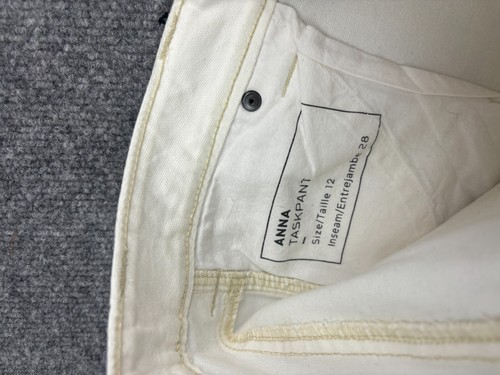 ANNA
TASKPANT
–
Size/Taille 12
Inseam/Entrejambe 28